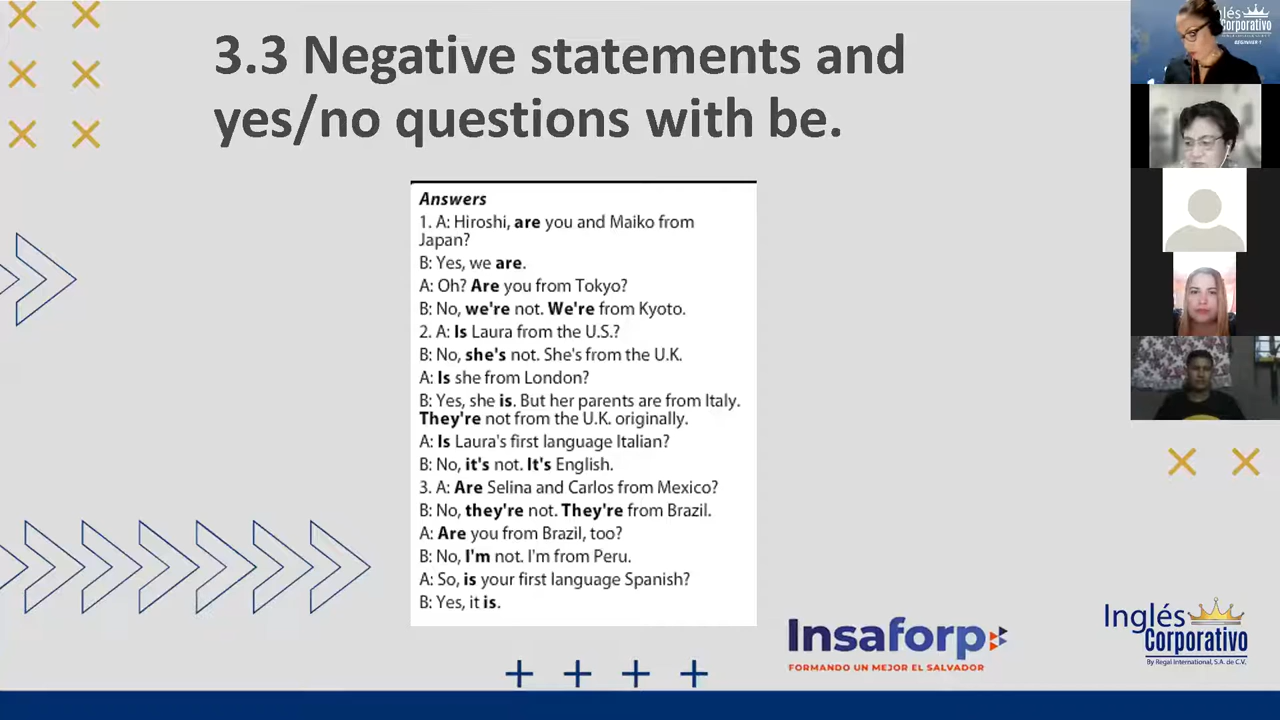 3.3 Negative statements and
yes/no questions with be.
Answers
1. A: Hiroshi, are you and Maiko from
Japan?
B: Yes, we are.
A: Oh? Are you from Tokyo?
B: No, we're not. We're from Kyoto.
2. A: Is Laura from the U.S.?
B: No, she's not. She's from the U.K.
A: Is she from London?
B: Yes, she is. But her parents are from Italy.
They're not from the U.K. originally.
A: Is Laura's first language Italian?
B: No, it's not. It's English.
3. A: Are Selina and Carlos from Mexico?
B: No, they're not. They're from Brazil.
A: Are you from Brazil, too?
B: No, I'm not. I'm from Peru.
A: So, is your first language Spanish?
B: Yes, it is.
Insaforp
FORMANDO UN MEJOR EL SALVADOR
Inglés
Corporativo
By Regal International, S.A. de C.V.
Corporativo
BEGINNER 1